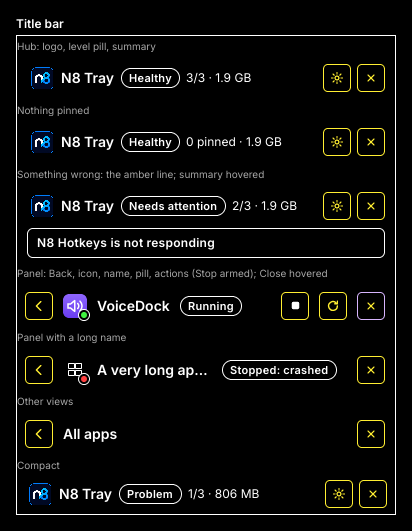 Title bar
Hub: logo, level pill, summary
n8 N8 Tray Healthy 3/3 · 1.9 GB
Nothing pinned
n8 N8 Tray Healthy 0 pinned · 1.9 GB
Something wrong: the amber line; summary hovered
n8 N8 Tray Needs attention 2/3 · 1.9 GB
N8 Hotkeys is not responding
Panel: Back, icon, name, pill, actions (Stop armed); Close hovered
VoiceDock Running
Panel with a long name
A very long ap... Stopped: crashed
Other views
All apps
Compact
n8 N8 Tray Problem 1/3 · 806 MB